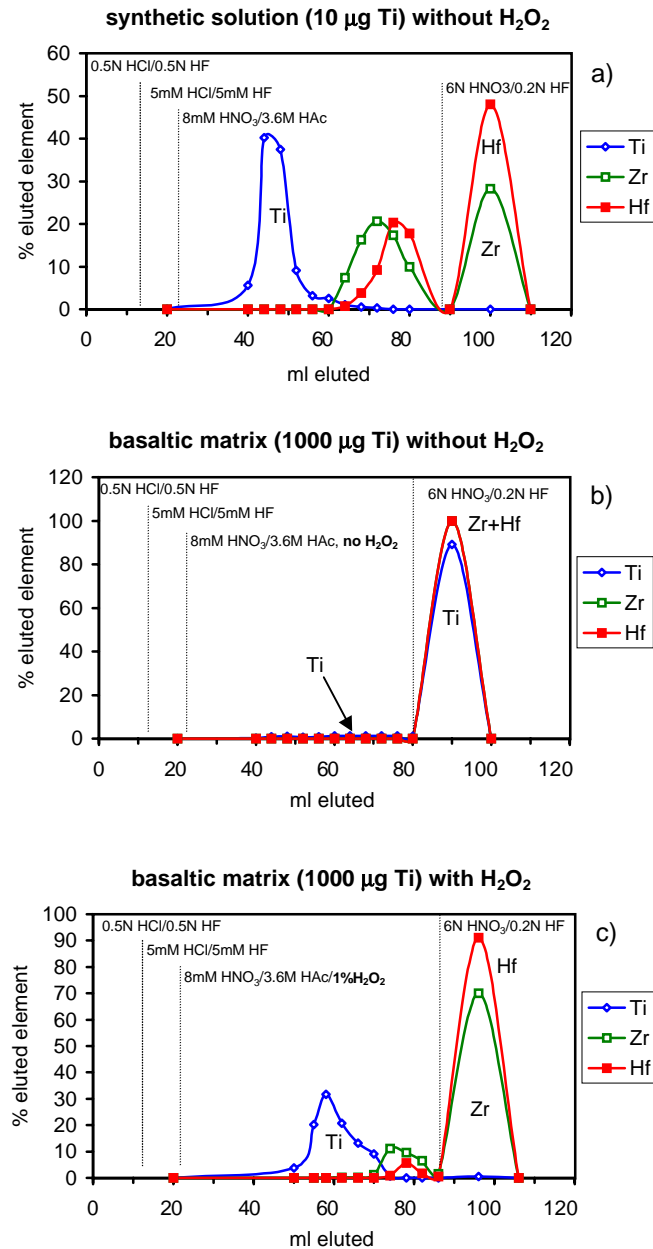 synthetic solution (10 μg Ti) without H₂O₂
0.5N HCl/0.5N HF
a)
5mM HCl/5mM HF
6N HNO3/0.2N HF
8mM HNO₃/3.6M HAc
60
50
40
30
20
10
0
% eluted element
Ti
Hf
Zr
Ti
Zr
Hf
0 20 40 60 80 100 120
ml eluted
basaltic matrix (1000 μg Ti) without H₂O₂
0.5N HCl/0.5N HF
6N HNO₃/0.2N HF
b)
5mM HCl/5mM HF
8mM HNO₃/3.6M HAc, no H₂O₂
120
100
80
60
40
20
0
% eluted element
Zr+Hf
Ti
Ti
Ti
Zr
Hf
0 20 40 60 80 100 120
ml eluted
basaltic matrix (1000 μg Ti) with H₂O₂
0.5N HCl/0.5N HF
6N HNO₃/0.2N HF
c)
5mM HCl/5mM HF
8mM HNO₃/3.6M HAc/1%H₂O₂
100
90
80
70
60
50
40
30
20
10
0
% eluted element
Hf
Zr
Ti
Ti
Zr
Hf
0 20 40 60 80 100 120
ml eluted